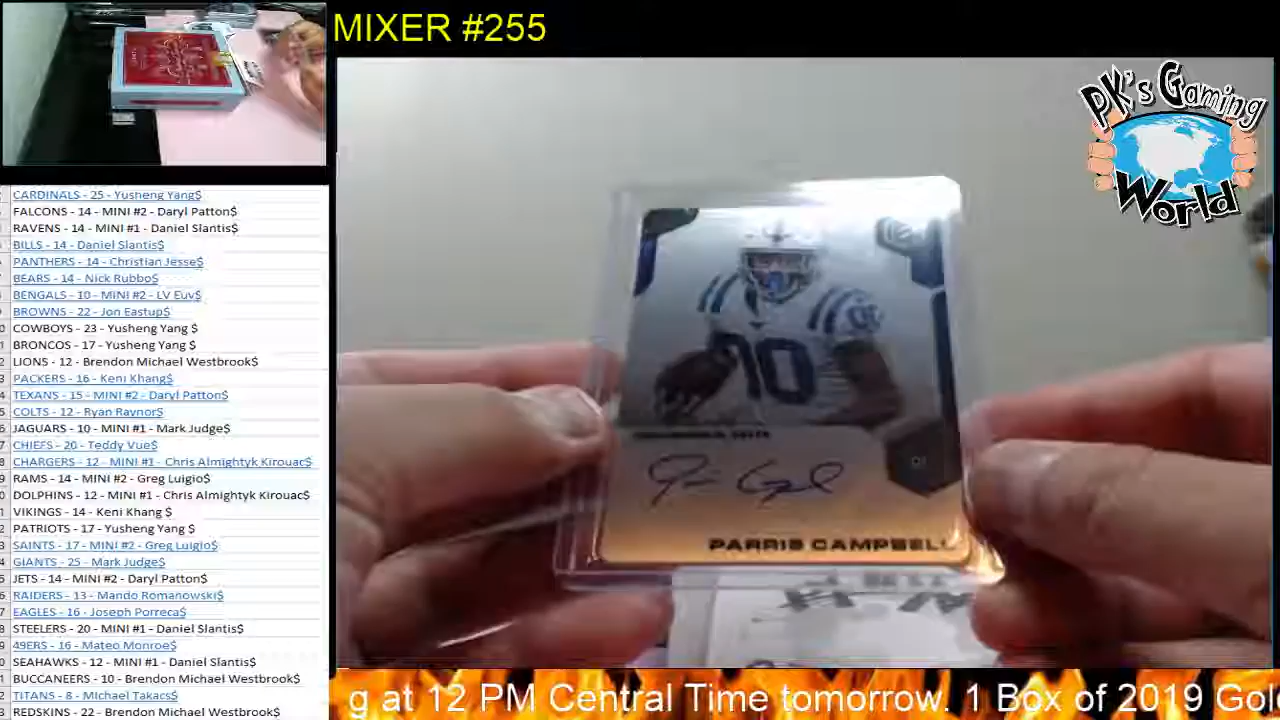 MIXER #255
PK's Gaming World
CARDINALS - 25 - Yusheng Yang$
FALCONS - 14 - MINI #2 - Daryl Patton$
RAVENS - 14 - MINI #1 - Daniel Slantis$
BILLS - 14 - Daniel Slantis$
PANTHERS - 14 - Christian Jesse$
BEARS - 14 - Nick Rubbo$
BENGALS - 10 - MINI #2 - LV Euv$
BROWNS - 22 - Jon Eastup$
COWBOYS - 23 - Yusheng Yang $
BRONCOS - 17 - Yusheng Yang $
LIONS - 12 - Brendon Michael Westbrook$
PACKERS - 16 - Keni Khang$
TEXANS - 15 - MINI #2 - Daryl Patton$
COLTS - 12 - Ryan Raynor$
JAGUARS - 10 - MINI #1 - Mark Judge$
CHIEFS - 20 - Teddy Vue$
CHARGERS - 12 - MINI #1 - Chris Almightyk Kirouac$
RAMS - 14 - MINI #2 - Greg Luigio$
DOLPHINS - 12 - MINI #1 - Chris Almightyk Kirouac$
VIKINGS - 14 - Keni Khang $
PATRIOTS - 17 - Yusheng Yang $
SAINTS - 17 - MINI #2 - Greg Luigio$
GIANTS - 25 - Mark Judge$
JETS - 14 - MINI #2 - Daryl Patton$
RAIDERS - 13 - Mando Romanowski$
EAGLES - 16 - Joseph Porreca$
STEELERS - 20 - MINI #1 - Daniel Slantis$
49ERS - 16 - Mateo Monroe$
SEAHAWKS - 12 - MINI #1 - Daniel Slantis$
BUCCANEERS - 10 - Brendon Michael Westbrook$
TITANS - 8 - Michael Takacs$
REDSKINS - 22 - Brendon Michael Westbrook$
10
PARRIS CAMPBELL
g at 12 PM Central Time tomorrow. 1 Box of 2019 Gol